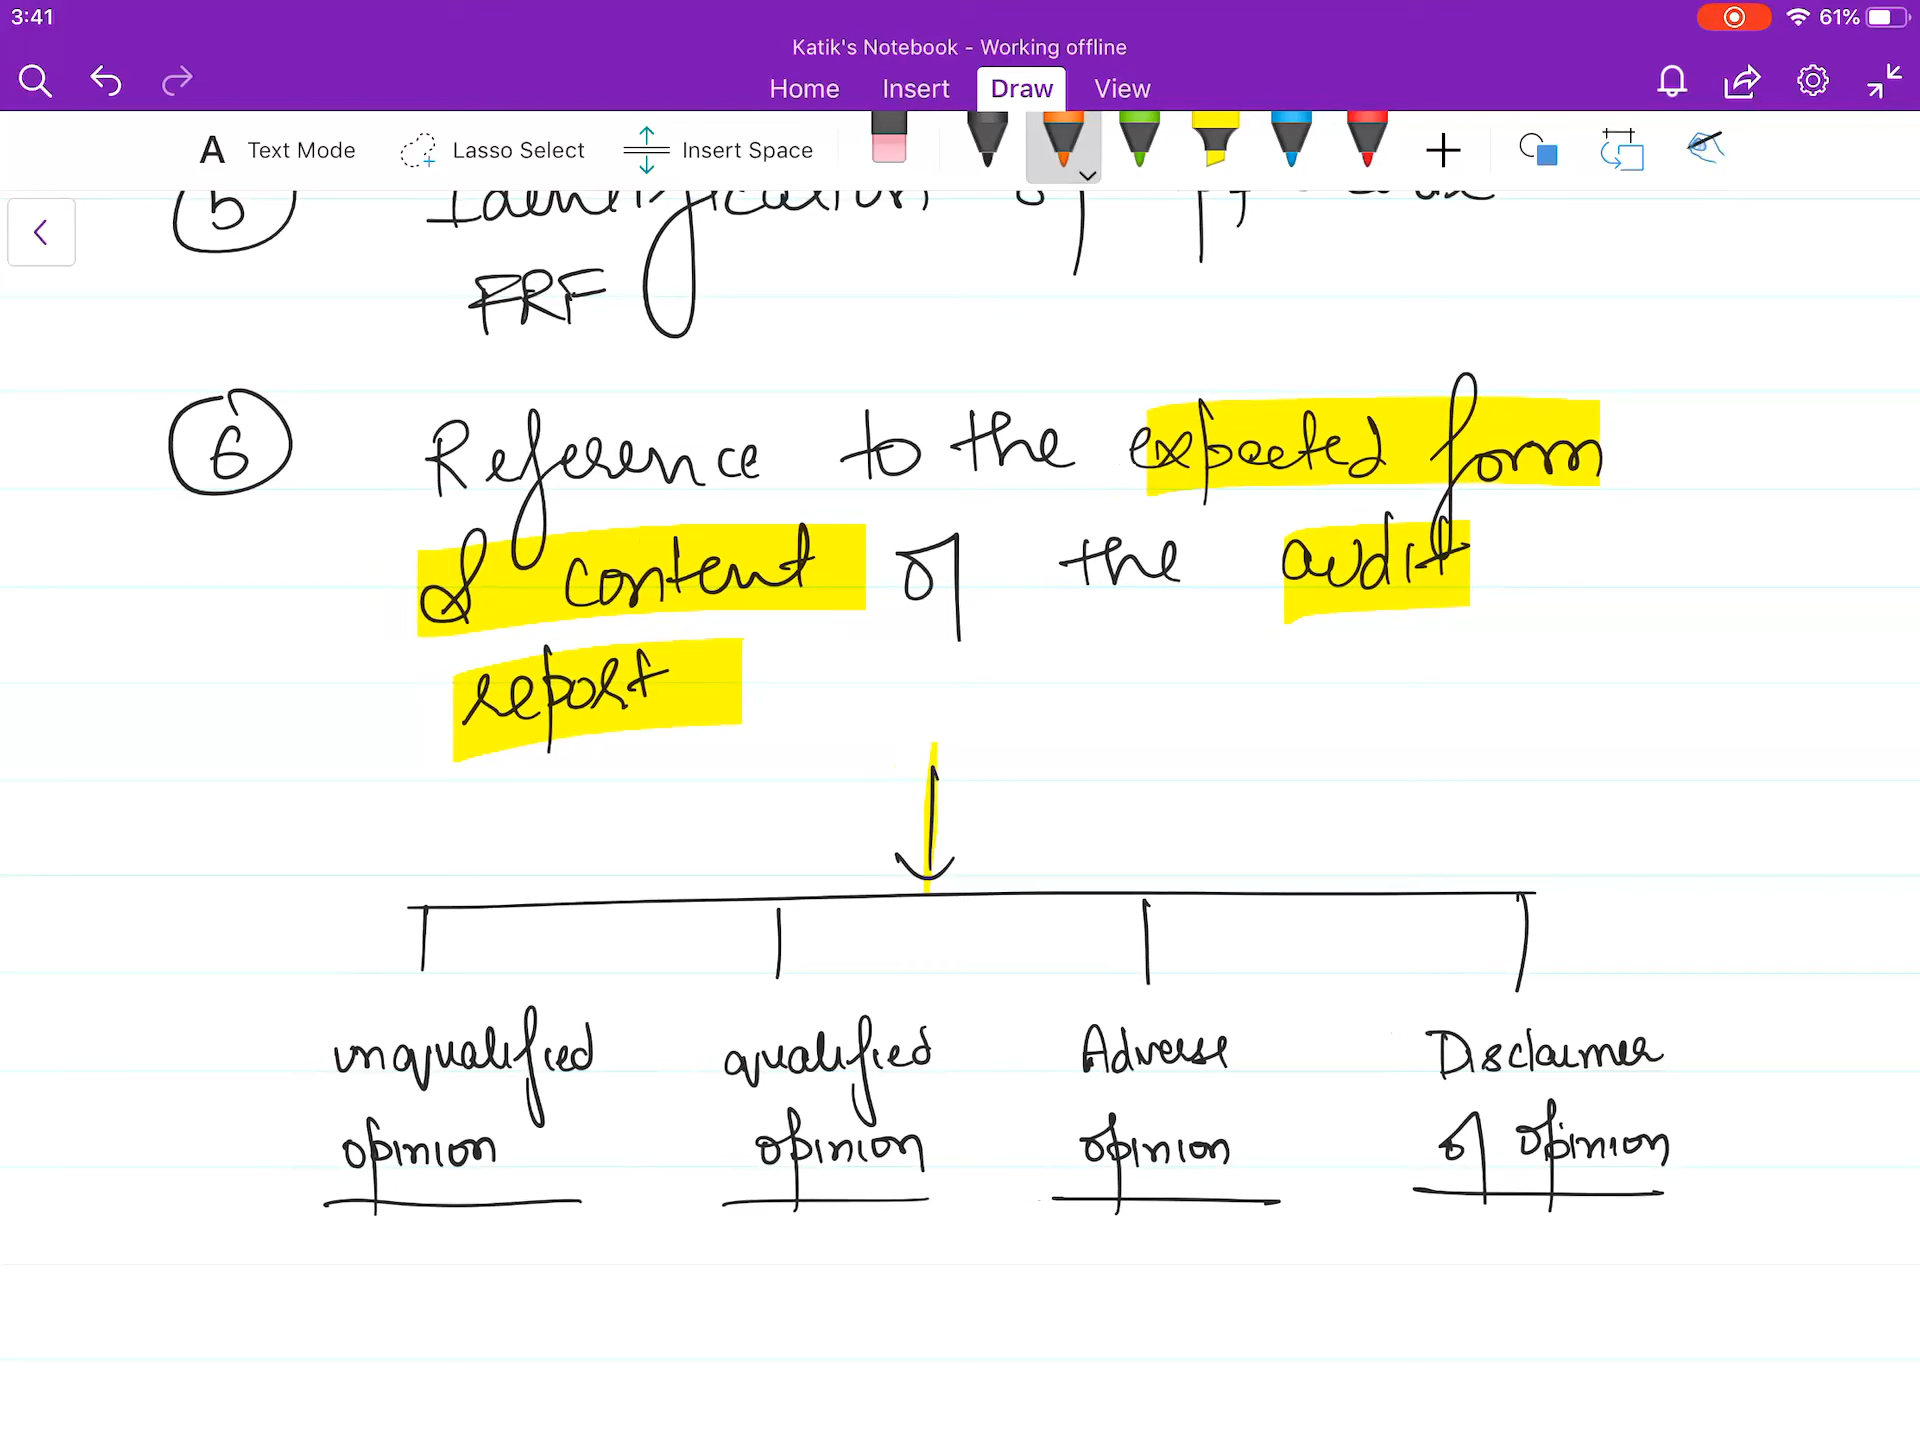 3:41
61%
Katik's Notebook - Working offline
Home Insert Draw View
A Text Mode Lasso Select Insert Space
5 Identification of
FRF
6 Reference to the expected form
& content of the audit
report
unqualified qualified Adverse Disclaimer
opinion opinion opinion of opinion